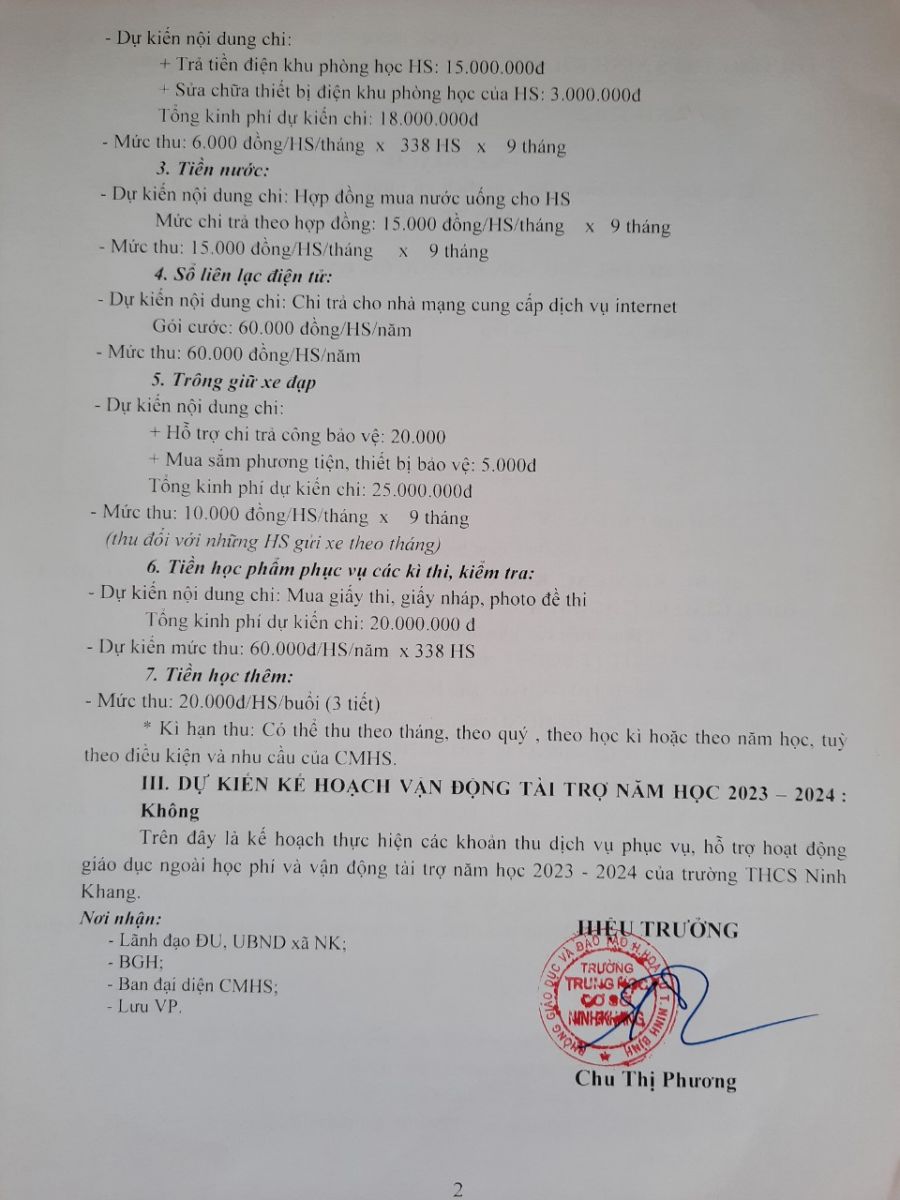 - Dự kiến nội dung chi:
+ Trả tiền điện khu phòng học HS: 15.000.000đ
+ Sửa chữa thiết bị điện khu phòng học của HS: 3.000.000đ
Tổng kinh phí dự kiến chi: 18.000.000đ
- Mức thu: 6.000 đồng/HS/tháng x 338 HS x 9 tháng
3. Tiền nước:
- Dự kiến nội dung chi: Hợp đồng mua nước uống cho HS
Mức chi trả theo hợp đồng: 15.000 đồng/HS/tháng x 9 tháng
- Mức thu: 15.000 đồng/HS/tháng x 9 tháng
4. Sổ liên lạc điện tử:
- Dự kiến nội dung chi: Chi trả cho nhà mạng cung cấp dịch vụ internet
Gói cước: 60.000 đồng/HS/năm
- Mức thu: 60.000 đồng/HS/năm
5. Trông giữ xe đạp
- Dự kiến nội dung chi:
+ Hỗ trợ chi trả công bảo vệ: 20.000
+ Mua sắm phương tiện, thiết bị bảo vệ: 5.000đ
Tổng kinh phí dự kiến chi: 25.000.000đ
- Mức thu: 10.000 đồng/HS/tháng x 9 tháng
(thu đối với những HS gửi xe theo tháng)
6. Tiền học phẩm phục vụ các kì thi, kiểm tra:
- Dự kiến nội dung chi: Mua giấy thi, giấy nháp, photo đề thi
Tổng kinh phí dự kiến chi: 20.000.000 đ
- Dự kiến mức thu: 60.000đ/HS/năm x 338 HS
7. Tiền học thêm:
- Mức thu: 20.000đ/HS/buổi (3 tiết)
* Kì hạn thu: Có thể thu theo tháng, theo quý , theo học kì hoặc theo năm học, tuỳ
theo điều kiện và nhu cầu của CMHS.
III. DỰ KIẾN KẾ HOẠCH VẬN ĐỘNG TÀI TRỢ NĂM HỌC 2023 – 2024 :
Không
Trên đây là kế hoạch thực hiện các khoản thu dịch vụ phục vụ, hỗ trợ hoạt động
giáo dục ngoài học phí và vận động tài trợ năm học 2023 - 2024 của trường THCS Ninh
Khang.
Nơi nhận:
- Lãnh đạo ĐU, UBND xã NK;
- BGH;
- Ban đại diện CMHS;
- Lưu VP.
HIỆU TRƯỞNG
PHÒNG GIÁO DỤC VÀ ĐÀO TẠO H.HOA LƯ T. NINH BÌNH
TRƯỜNG
TRUNG HỌC
CƠ SỞ
NINH KHANG
Chu Thị Phương
2